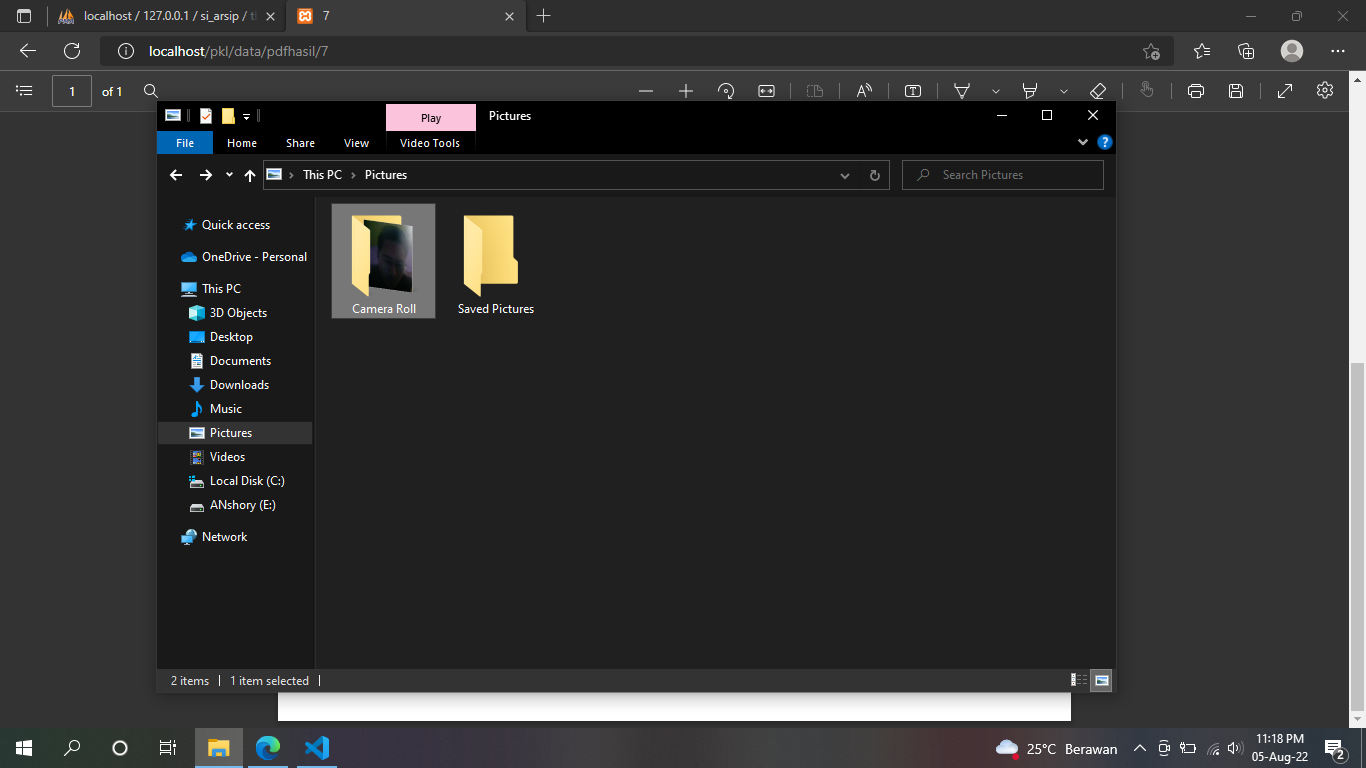 localhost / 127.0.0.1 / si_arsip /
7
localhost/pkl/data/pdfhasil/7
1 of 1
Play
Pictures
File
Home
Share
View
Video Tools
This PC
Pictures
Search Pictures
Quick access
OneDrive - Personal
This PC
3D Objects
Desktop
Documents
Downloads
Music
Pictures
Videos
Local Disk (C:)
ANshory (E:)
Network
Camera Roll
Saved Pictures
2 items
1 item selected
25°C Berawan
11:18 PM
05-Aug-22
2